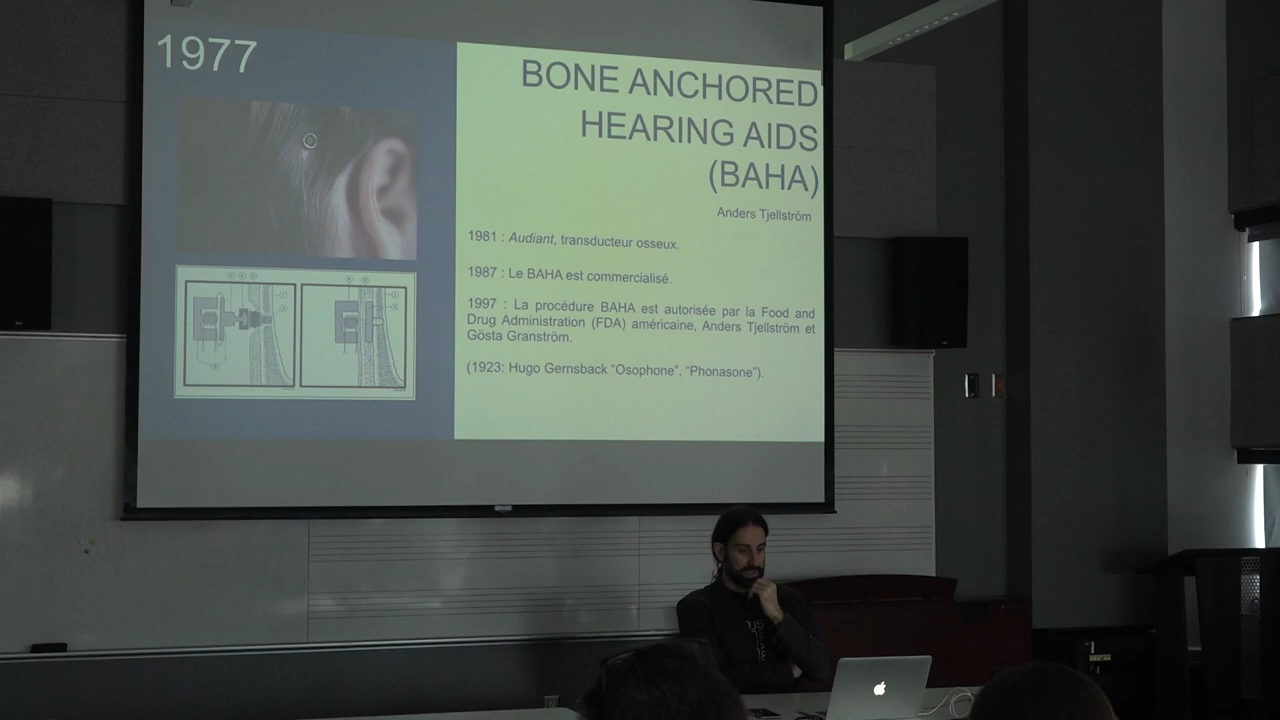 1977
BONE ANCHORED
HEARING AIDS
(BAHA)
Anders Tjellström
1981 : Audiant, transducteur osseux.
1987 : Le BAHA est commercialisé.
1997 : La procédure BAHA est autorisée par la Food and
Drug Administration (FDA) américaine, Anders Tjellström et
Gösta Granström.
(1923: Hugo Gernsback "Osophone", "Phonasone").